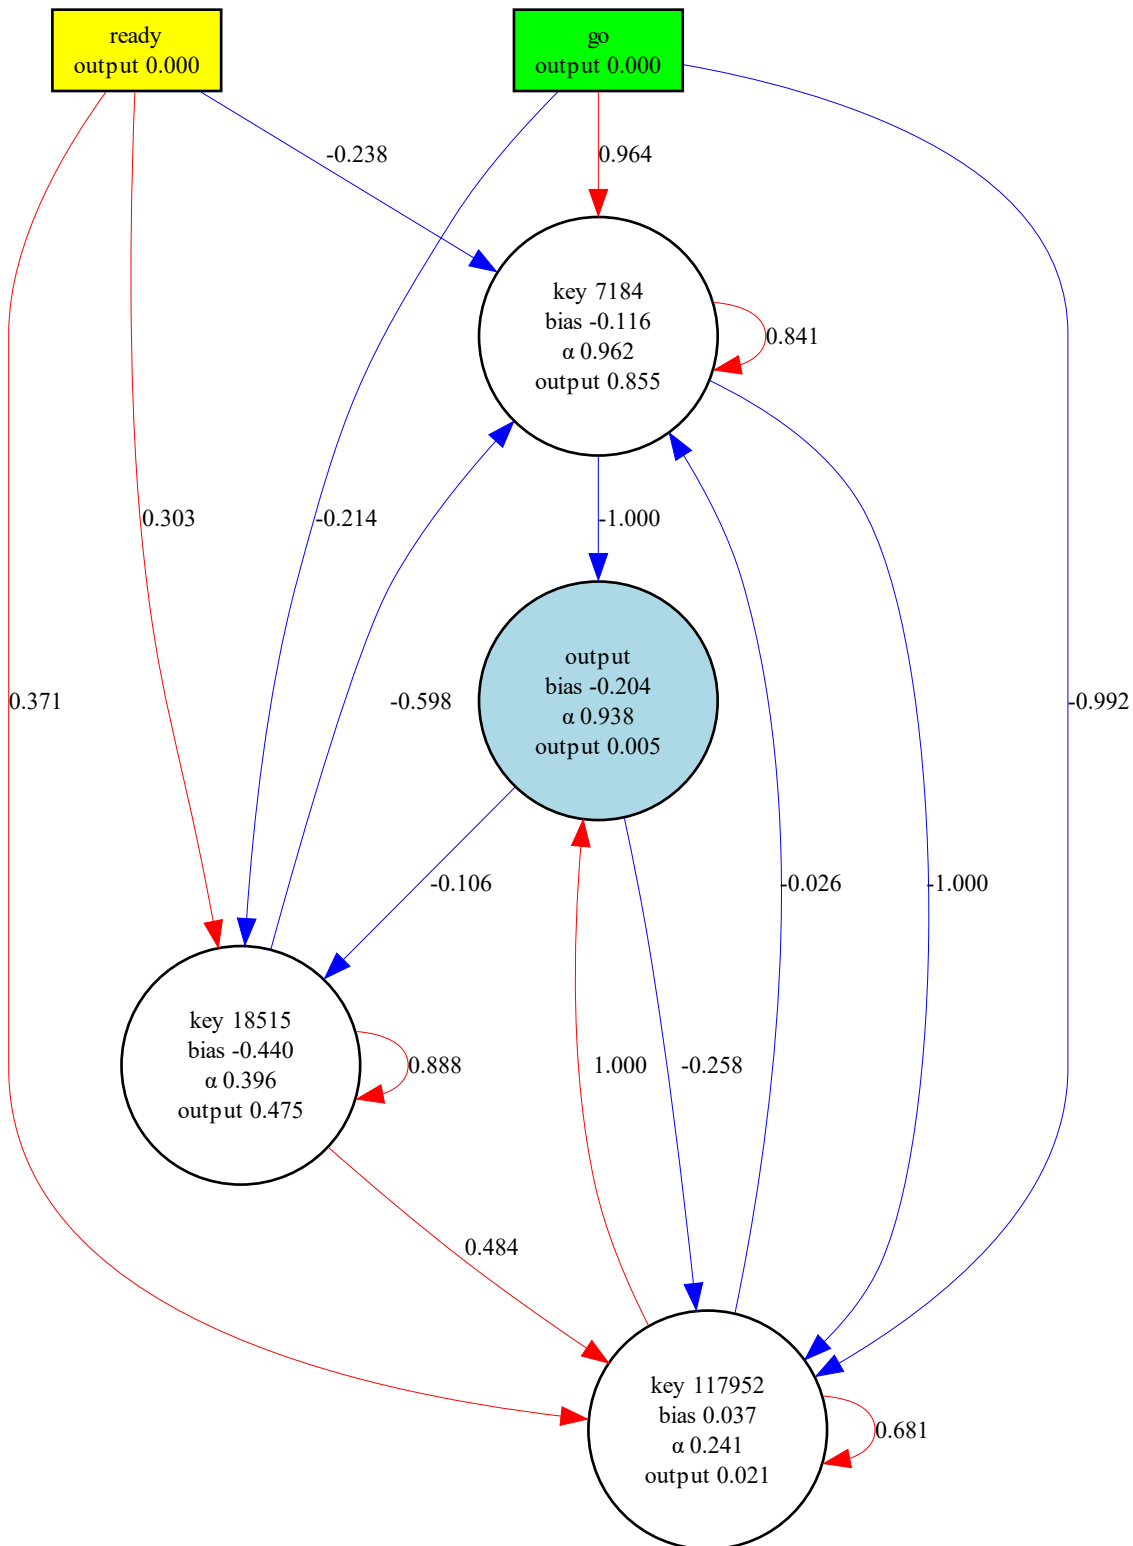 ready
output 0.000
go
output 0.000
-0.238
0.964
key 7184
bias -0.116
α 0.962
output 0.855
0.841
0.303
-0.214
-1.000
output
bias -0.204
α 0.938
output 0.005
0.371
-0.598
-0.992
-0.106
-0.026
-1.000
key 18515
bias -0.440
α 0.396
output 0.475
0.888
1.000
-0.258
0.484
key 117952
bias 0.037
α 0.241
output 0.021
0.681